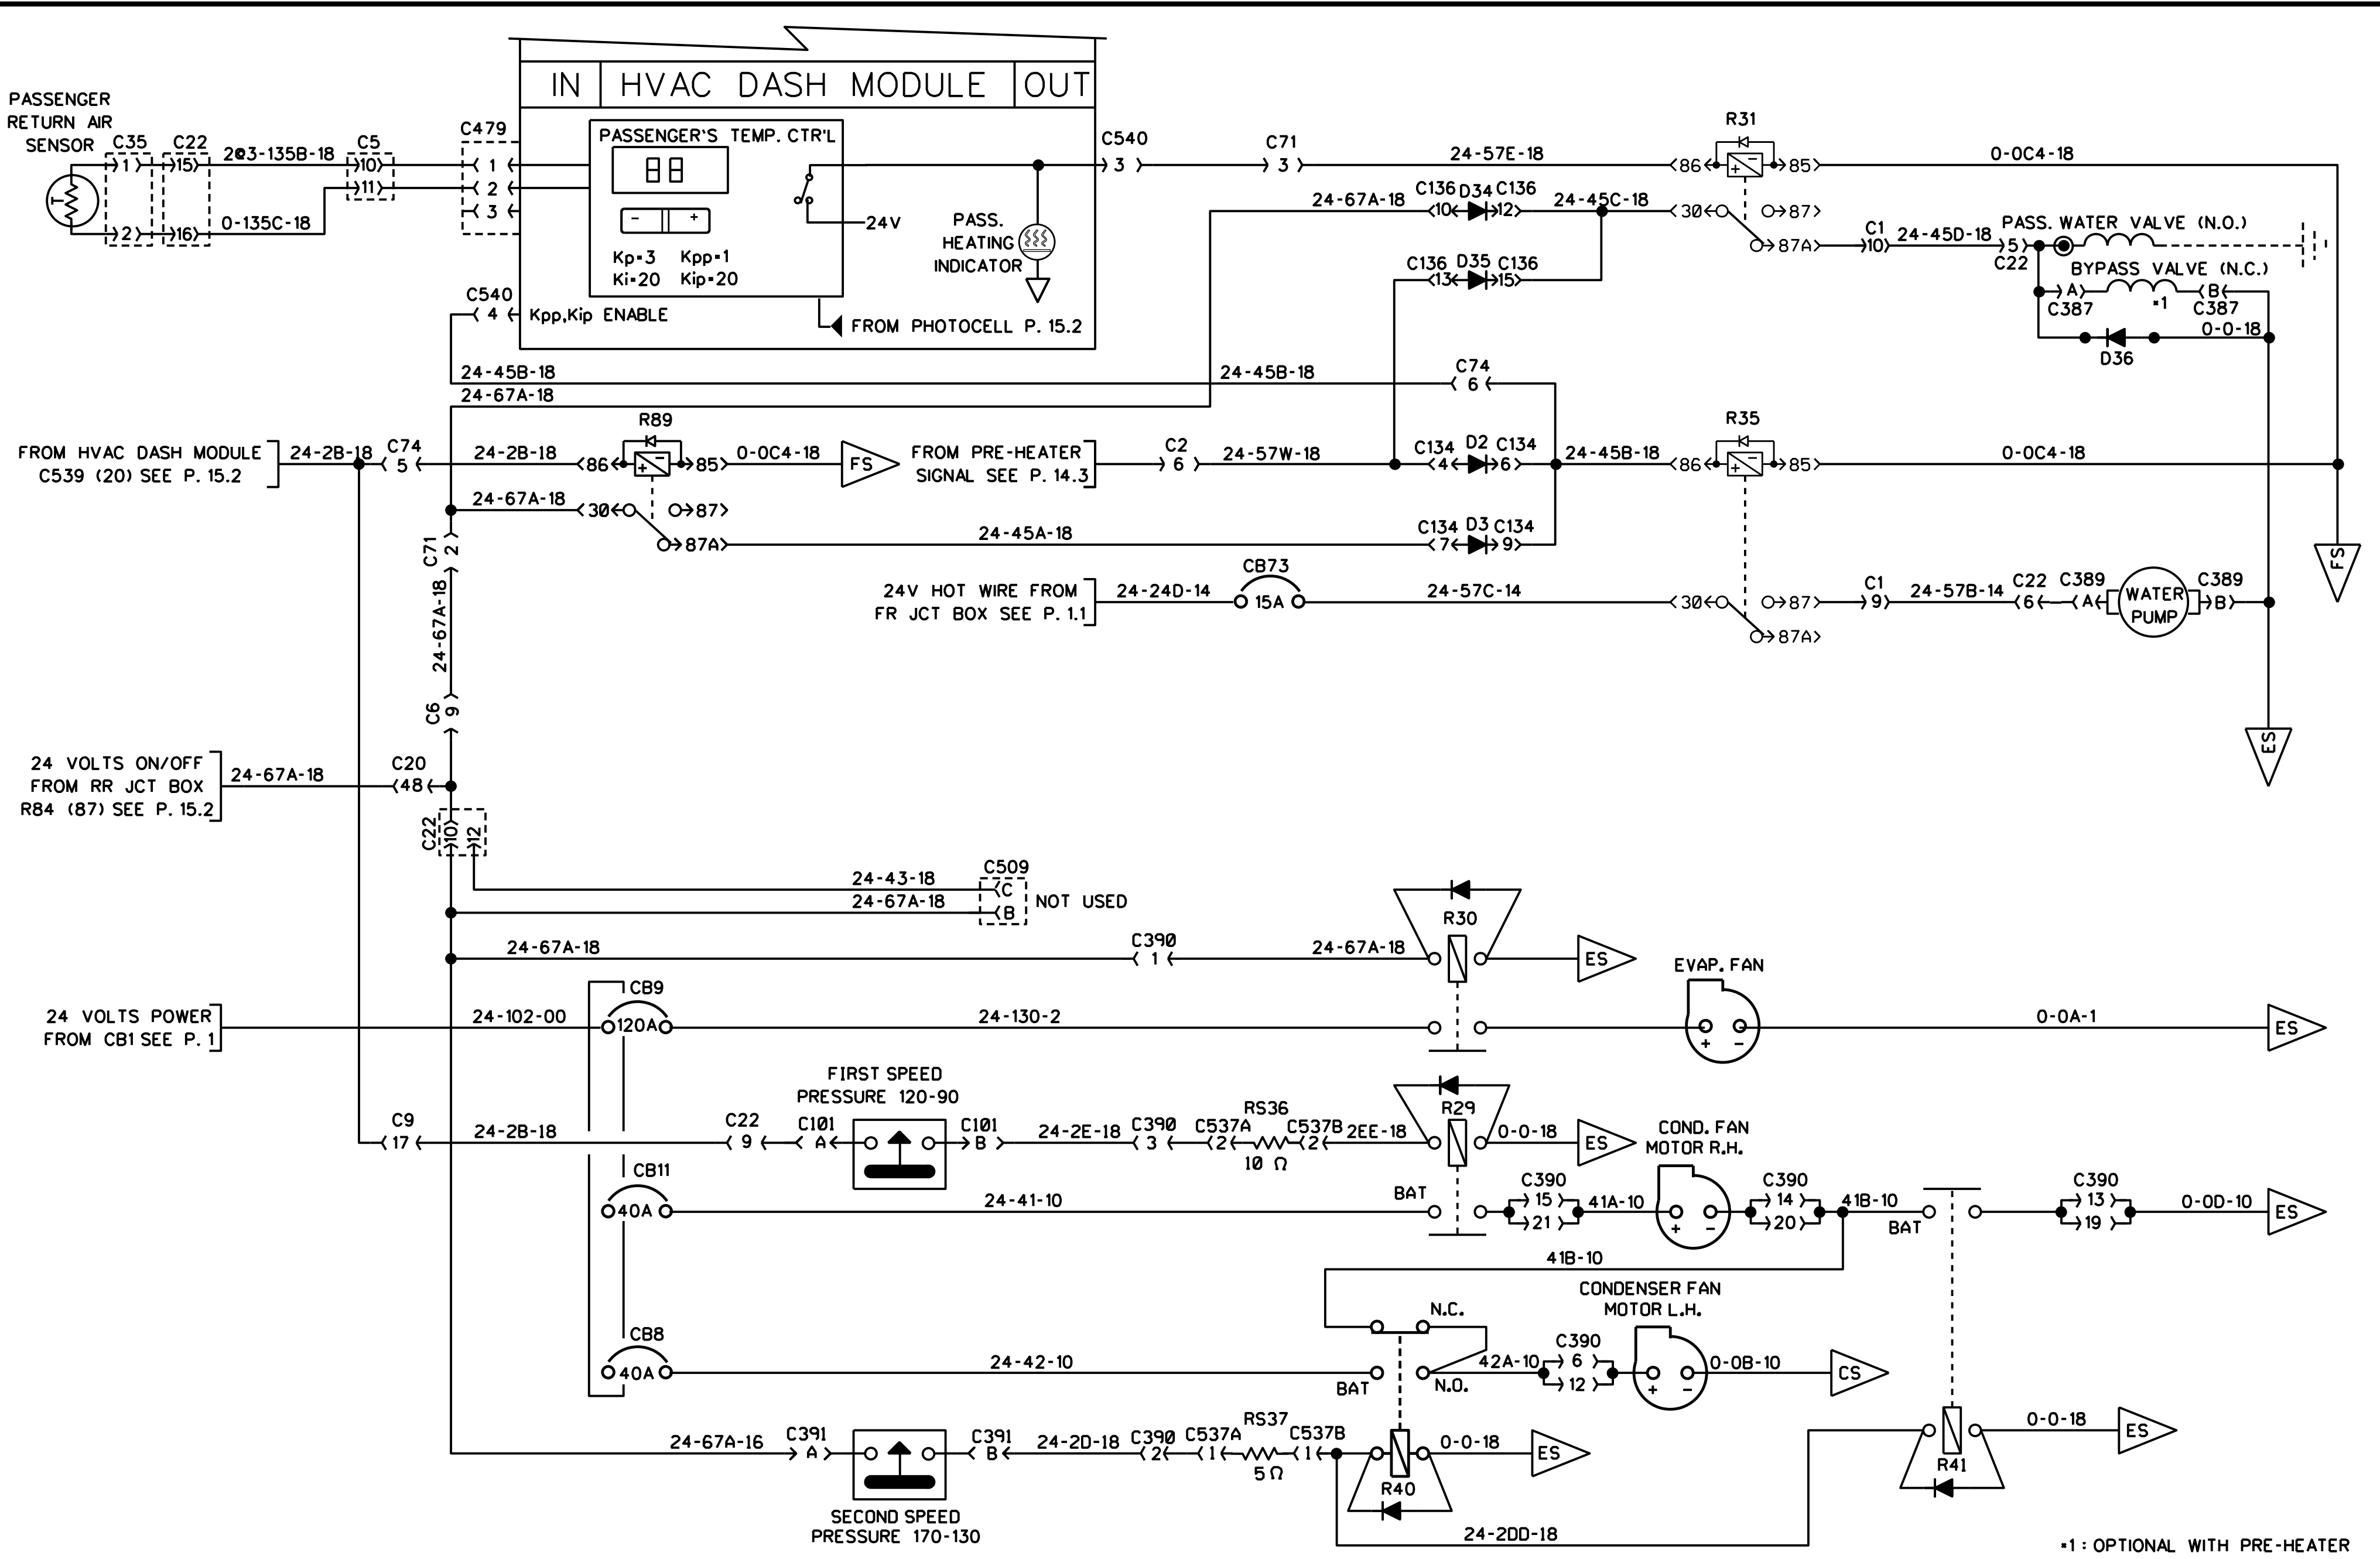 IN HVAC DASH MODULE OUT
PASSENGER
RETURN AIR
SENSOR
T
C35
1
2
C22
15
16
2@3-135B-18
0-135C-18
C5
10
11
C479
1
2
3
PASSENGER'S TEMP. CTR'L
88
- +
Kp=3 Kpp=1
Ki=20 Kip=20
24V
PASS.
HEATING
INDICATOR
C540
3
C71
3
24-57E-18
R31
86 + - 85
0-0C4-18
24-67A-18
C136 D34 C136
10 12
24-45C-18
30 87
87A
C1
10
24-45D-18
5
C22
PASS. WATER VALVE (N.O.)
BYPASS VALVE (N.C.)
A B
C387 *1 C387
0-0-18
D36
C136 D35 C136
13 15
C540
4
Kpp,Kip ENABLE
FROM PHOTOCELL P. 15.2
24-45B-18
24-45B-18
C74
6
24-67A-18
FROM HVAC DASH MODULE
C539 (20) SEE P. 15.2
24-2B-18
C74
5
24-2B-18
R89
86 + - 85
0-0C4-18
FS
FROM PRE-HEATER
SIGNAL SEE P. 14.3
C2
6
24-57W-18
C134 D2 C134
4 6
24-45B-18
R35
86 + - 85
0-0C4-18
24-67A-18
30 87
87A
24-45A-18
C134 D3 C134
7 9
FS
C71
2
24V HOT WIRE FROM
FR JCT BOX SEE P. 1.1
24-24D-14
CB73
15A
24-57C-14
30 87
87A
C1
9
24-57B-14
C22
6
C389
A
WATER
PUMP
C389
B
24-67A-18
C6
9
ES
24 VOLTS ON/OFF
FROM RR JCT BOX
R84 (87) SEE P. 15.2
24-67A-18
C20
48
C22
10
12
24-43-18
24-67A-18
C509
C
B
NOT USED
24-67A-18
C390
1
24-67A-18
R30
ES
EVAP. FAN
+ -
24 VOLTS POWER
FROM CB1 SEE P. 1
24-102-00
CB9
120A
24-130-2
0-0A-1
ES
FIRST SPEED
PRESSURE 120-90
C9
17
24-2B-18
C22
9
C101
A
C101
B
24-2E-18
C390
3
C537A
2
RS36
10 Ω
C537B
2
2EE-18
R29
0-0-18
ES
COND. FAN
MOTOR R.H.
CB11
40A
24-41-10
BAT
C390
15
21
41A-10
+ -
C390
14
20
41B-10
BAT
C390
13
19
0-0D-10
ES
41B-10
N.C.
CONDENSER FAN
MOTOR L.H.
CB8
40A
24-42-10
BAT
N.O.
42A-10
C390
6
12
+ -
0-0B-10
CS
24-67A-16
C391
A
C391
B
24-2D-18
C390
2
C537A
1
RS37
5 Ω
C537B
1
0-0-18
ES
R40
SECOND SPEED
PRESSURE 170-130
24-2DD-18
R41
0-0-18
ES
*1 : OPTIONAL WITH PRE-HEATER